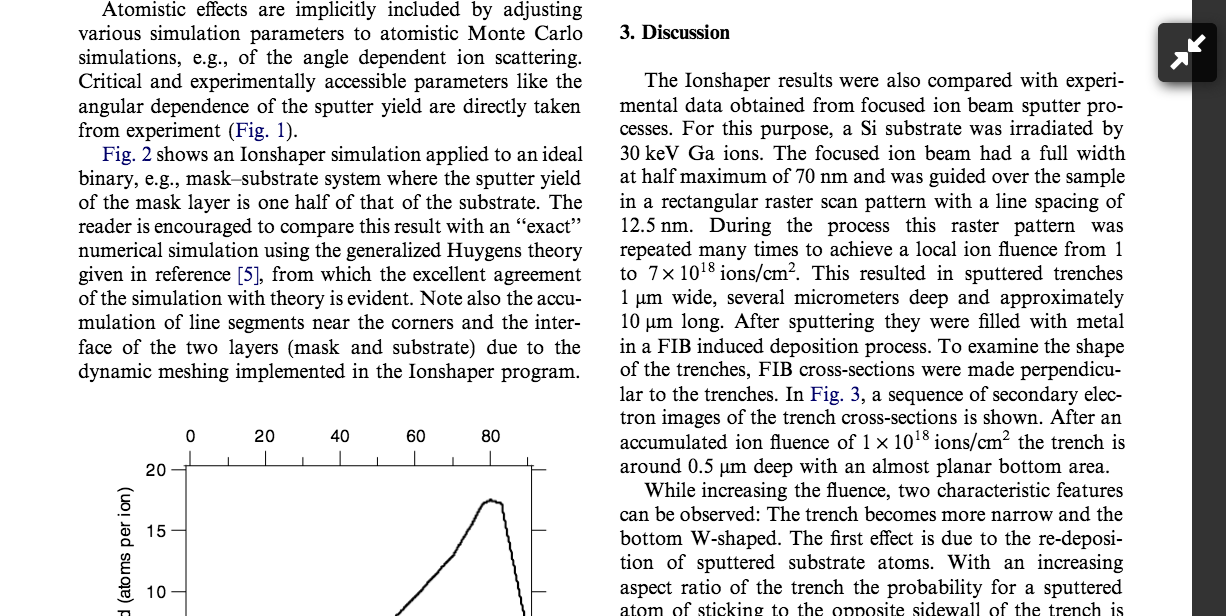 Atomistic effects are implicitly included by adjusting
various simulation parameters to atomistic Monte Carlo
simulations, e.g., of the angle dependent ion scattering.
Critical and experimentally accessible parameters like the
angular dependence of the sputter yield are directly taken
from experiment (Fig. 1).
Fig. 2 shows an Ionshaper simulation applied to an ideal
binary, e.g., mask–substrate system where the sputter yield
of the mask layer is one half of that of the substrate. The
reader is encouraged to compare this result with an “exact”
numerical simulation using the generalized Huygens theory
given in reference [5], from which the excellent agreement
of the simulation with theory is evident. Note also the accu-
mulation of line segments near the corners and the inter-
face of the two layers (mask and substrate) due to the
dynamic meshing implemented in the Ionshaper program.
0 20 40 60 80
20
15
10
(atoms per ion)
3. Discussion
The Ionshaper results were also compared with experi-
mental data obtained from focused ion beam sputter pro-
cesses. For this purpose, a Si substrate was irradiated by
30 keV Ga ions. The focused ion beam had a full width
at half maximum of 70 nm and was guided over the sample
in a rectangular raster scan pattern with a line spacing of
12.5 nm. During the process this raster pattern was
repeated many times to achieve a local ion fluence from 1
to 7 × 10¹⁸ ions/cm². This resulted in sputtered trenches
1 μm wide, several micrometers deep and approximately
10 μm long. After sputtering they were filled with metal
in a FIB induced deposition process. To examine the shape
of the trenches, FIB cross-sections were made perpendicu-
lar to the trenches. In Fig. 3, a sequence of secondary elec-
tron images of the trench cross-sections is shown. After an
accumulated ion fluence of 1 × 10¹⁸ ions/cm² the trench is
around 0.5 μm deep with an almost planar bottom area.
While increasing the fluence, two characteristic features
can be observed: The trench becomes more narrow and the
bottom W-shaped. The first effect is due to the re-deposi-
tion of sputtered substrate atoms. With an increasing
aspect ratio of the trench the probability for a sputtered
atom of sticking to the opposite sidewall of the trench is